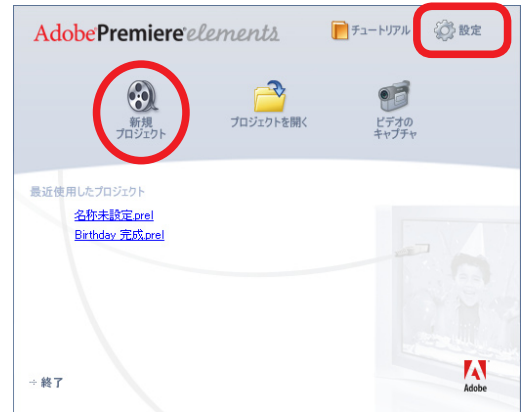 Adobe Premiere elements
チュートリアル
設定
新規
プロジェクト
プロジェクトを開く
ビデオの
キャプチャ
最近使用したプロジェクト
名称未設定.prel
Birthday 完成.prel
終了
Adobe